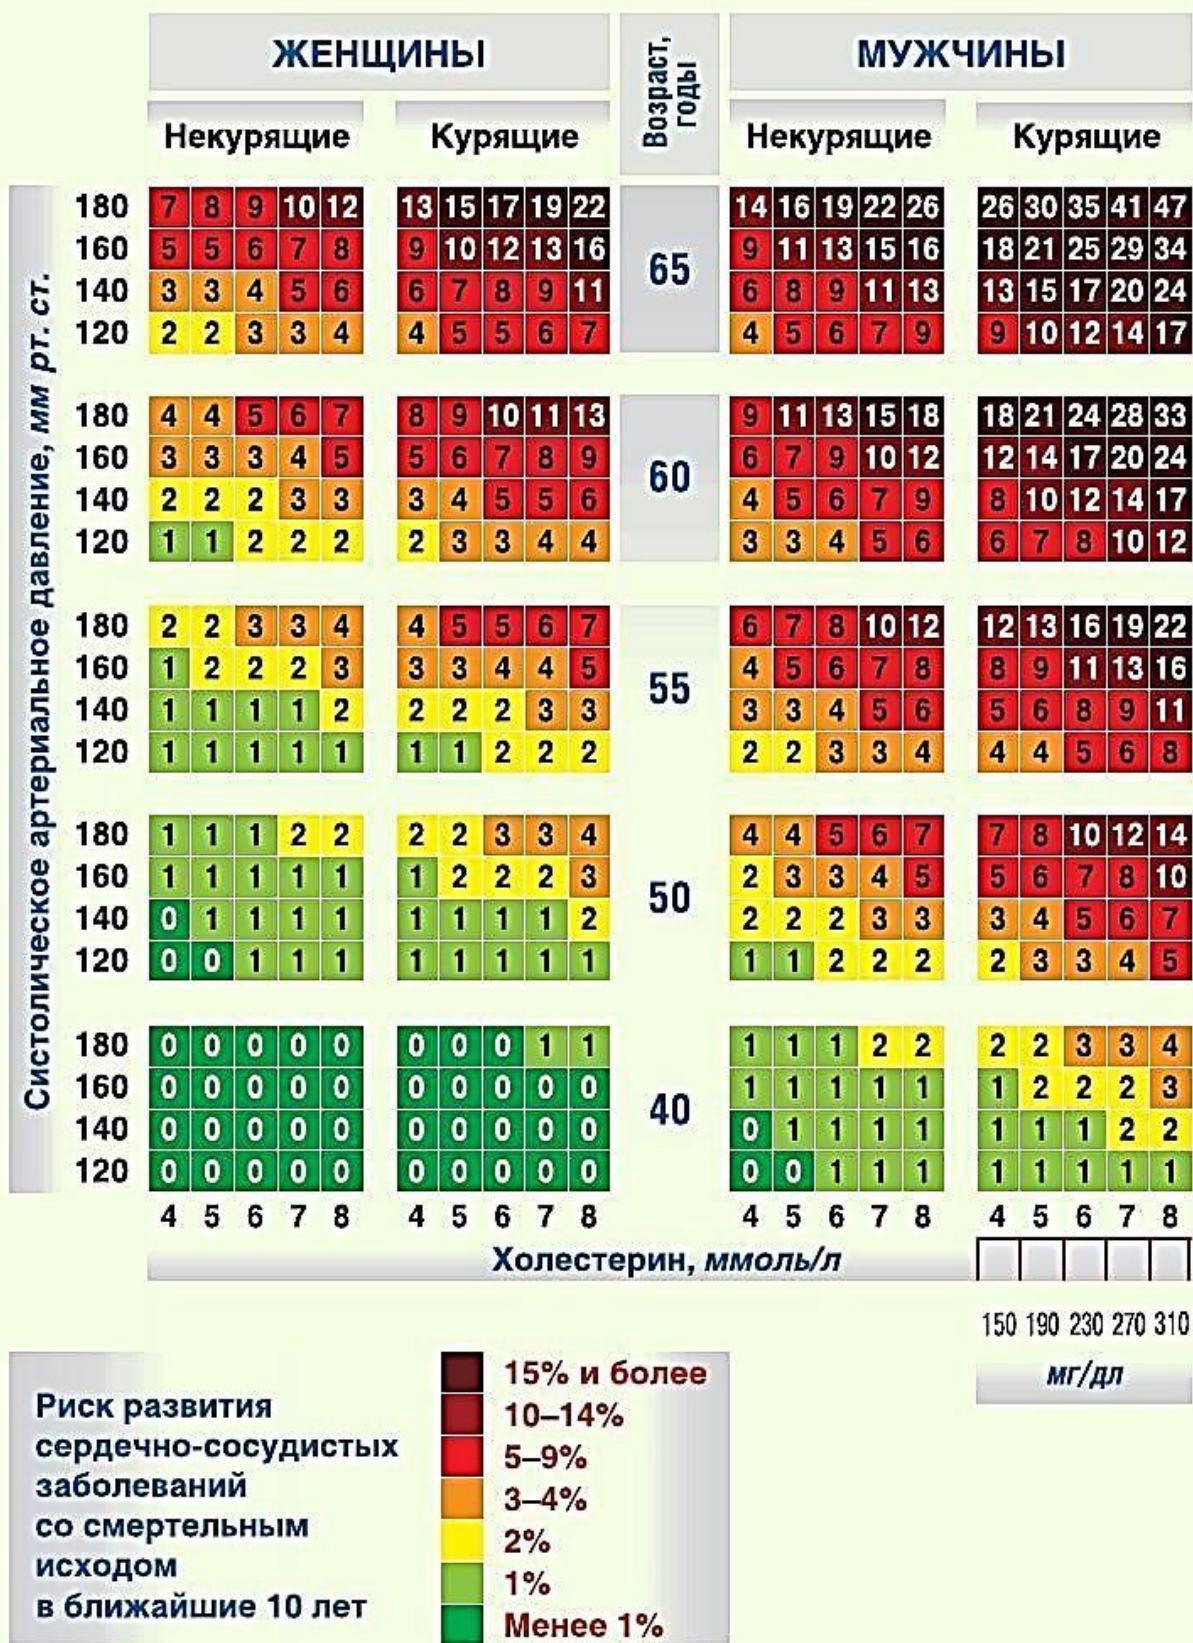 ЖЕНЩИНЫ Возраст, годы МУЖЧИНЫ
Некурящие Курящие Некурящие Курящие
Систолическое артериальное давление, мм рт. ст.
180 7 8 9 10 12 13 15 17 19 22 14 16 19 22 26 26 30 35 41 47
160 5 5 6 7 8 9 10 12 13 16 9 11 13 15 16 18 21 25 29 34
65
140 3 3 4 5 6 6 7 8 9 11 6 8 9 11 13 13 15 17 20 24
120 2 2 3 3 4 4 5 5 6 7 4 5 6 7 9 9 10 12 14 17
180 4 4 5 6 7 8 9 10 11 13 9 11 13 15 18 18 21 24 28 33
160 3 3 3 4 5 5 6 7 8 9 6 7 9 10 12 12 14 17 20 24
60
140 2 2 2 3 3 3 4 5 5 6 4 5 6 7 9 8 10 12 14 17
120 1 1 2 2 2 2 3 3 4 4 3 3 4 5 6 6 7 8 10 12
180 2 2 3 3 4 4 5 5 6 7 6 7 8 10 12 12 13 16 19 22
160 1 2 2 2 3 3 3 4 4 5 4 5 6 7 8 8 9 11 13 16
55
140 1 1 1 1 2 2 2 2 3 3 3 3 4 5 6 5 6 8 9 11
120 1 1 1 1 1 1 1 2 2 2 2 2 3 3 4 4 4 5 6 8
180 1 1 1 2 2 2 2 3 3 4 4 4 5 6 7 7 8 10 12 14
160 1 1 1 1 1 1 2 2 2 3 2 3 3 4 5 5 6 7 8 10
50
140 0 1 1 1 1 1 1 1 1 2 2 2 2 3 3 3 4 5 6 7
120 0 0 1 1 1 1 1 1 1 1 1 1 2 2 2 2 3 3 4 5
180 0 0 0 0 0 0 0 0 1 1 1 1 1 2 2 2 2 3 3 4
160 0 0 0 0 0 0 0 0 0 0 1 1 1 1 1 1 2 2 2 3
40
140 0 0 0 0 0 0 0 0 0 0 0 1 1 1 1 1 1 1 2 2
120 0 0 0 0 0 0 0 0 0 0 0 0 1 1 1 1 1 1 1 1
4 5 6 7 8 4 5 6 7 8 4 5 6 7 8 4 5 6 7 8
Холестерин, ммоль/л
150 190 230 270 310
мг/дл
Риск развития
сердечно-сосудистых
заболеваний
со смертельным
исходом
в ближайшие 10 лет
15% и более
10–14%
5–9%
3–4%
2%
1%
Менее 1%